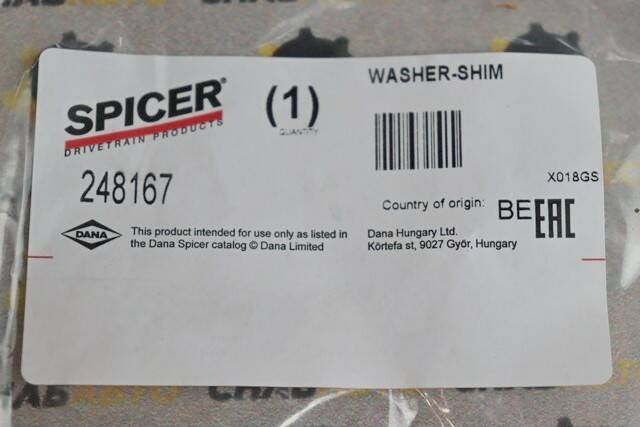 SPICER®
DRIVETRAIN PRODUCTS
(1)
QUANTITY
WASHER-SHIM
248167
X018GS
Country of origin: BE
EAC
DANA
This product intended for use only as listed in
the Dana Spicer catalog © Dana Limited
Dana Hungary Ltd.
Körtefa st, 9027 Győr, Hungary